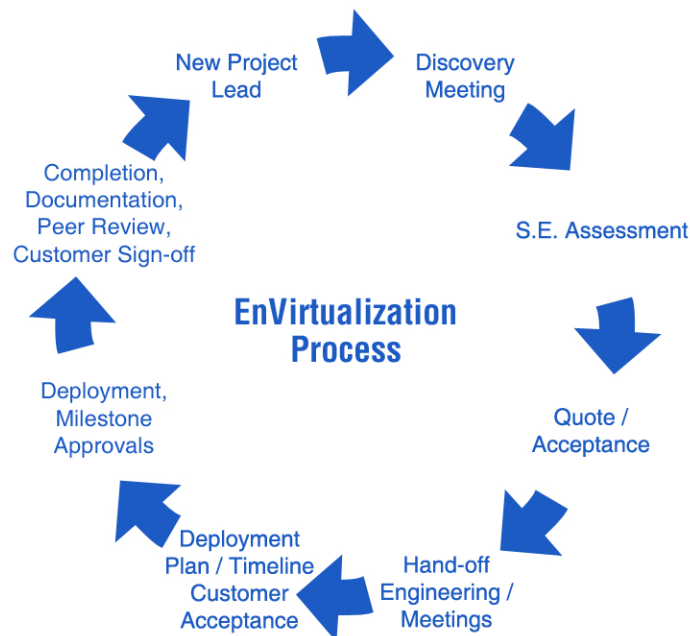 New Project
Lead
Discovery
Meeting
S.E. Assessment
Quote /
Acceptance
Hand-off
Engineering /
Meetings
Deployment
Plan / Timeline
Customer
Acceptance
Deployment,
Milestone
Approvals
Completion,
Documentation,
Peer Review,
Customer Sign-off
EnVirtualization
Process